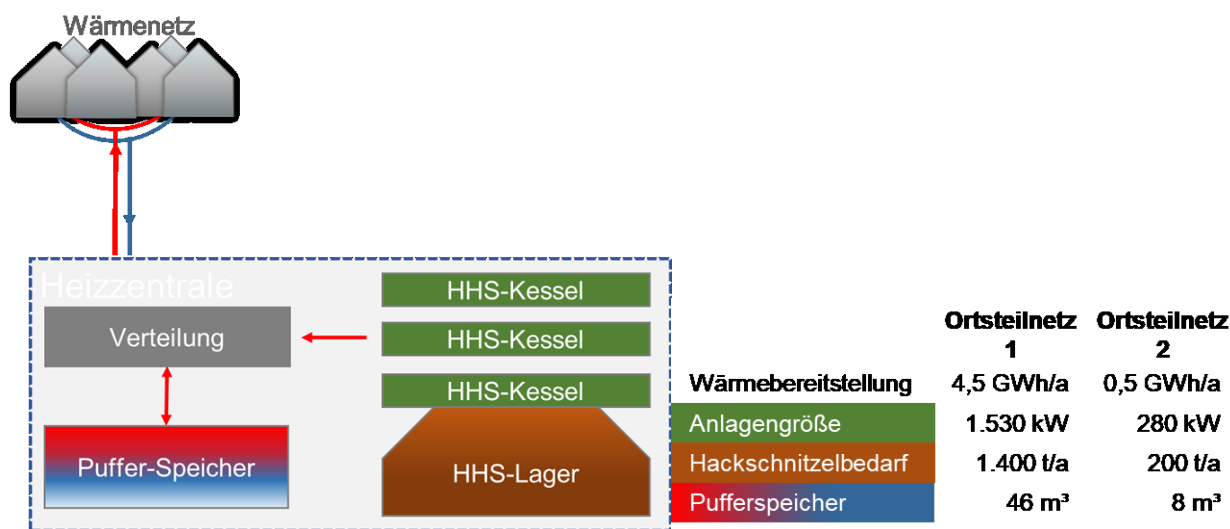 Wärmenetz
Heizzentrale
Verteilung
Puffer-Speicher
HHS-Kessel
HHS-Kessel
HHS-Kessel
HHS-Lager
Ortsteilnetz 1 Ortsteilnetz 2
Wärmebereitstellung 4,5 GWh/a 0,5 GWh/a
Anlagengröße 1.530 kW 280 kW
Hackschnitzelbedarf 1.400 t/a 200 t/a
Pufferspeicher 46 m³ 8 m³